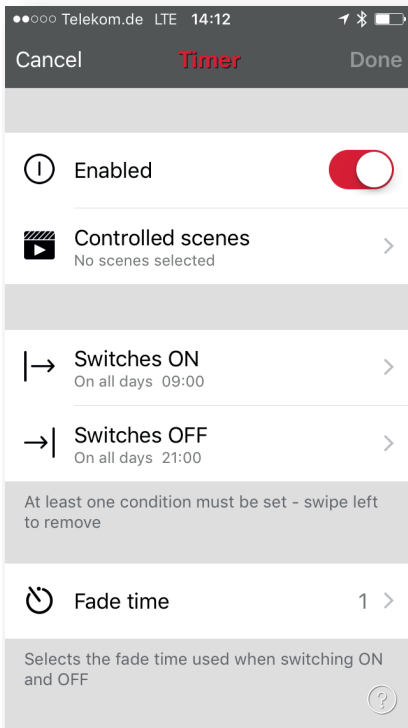 Telekom.de LTE 14:12
Cancel Timer Done
Enabled
Controlled scenes
No scenes selected
Switches ON
On all days 09:00
Switches OFF
On all days 21:00
At least one condition must be set - swipe left
to remove
Fade time 1
Selects the fade time used when switching ON
and OFF
?